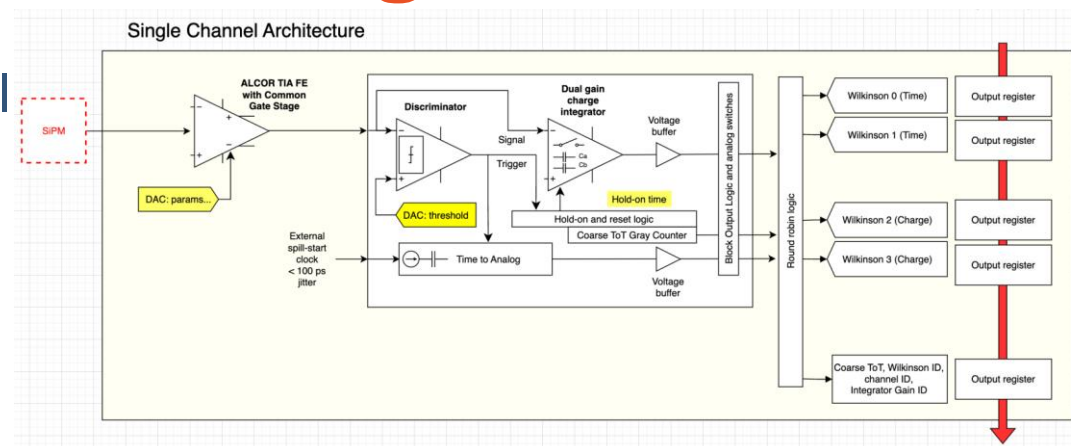 Single Channel Architecture
SiPM
ALCOR TIA FE
with Common
Gate Stage
DAC: params...
Discriminator
Dual gain
charge
integrator
Ca
Cb
Voltage
buffer
Signal
Trigger
DAC: threshold
Hold-on time
Hold-on and reset logic
Coarse ToT Gray Counter
External
spill-start
clock
< 100 ps
jitter
Time to Analog
Voltage
buffer
Block Output Logic and analog switches
Round robin logic
Wilkinson 0 (Time)
Output register
Wilkinson 1 (Time)
Output register
Wilkinson 2 (Charge)
Output register
Wilkinson 3 (Charge)
Output register
Coarse ToT, Wilkinson ID,
channel ID,
Integrator Gain ID
Output register